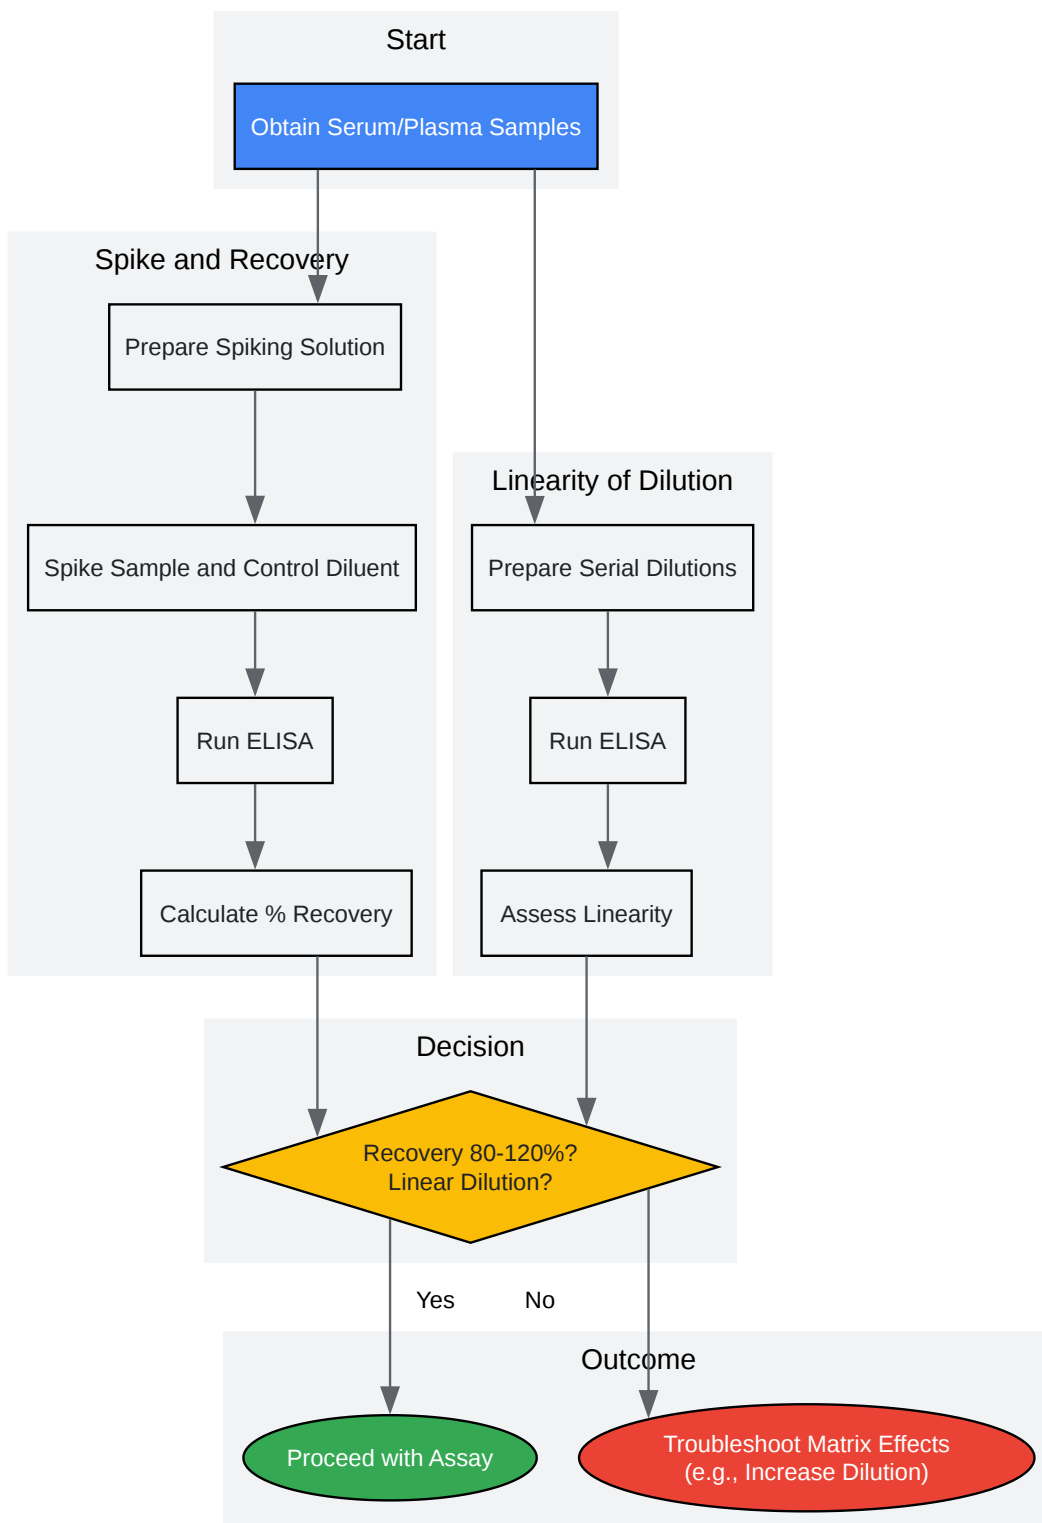 Start
Obtain Serum/Plasma Samples
Spike and Recovery
Prepare Spiking Solution
Spike Sample and Control Diluent
Run ELISA
Calculate % Recovery
Linearity of Dilution
Prepare Serial Dilutions
Run ELISA
Assess Linearity
Decision
Recovery 80-120%?
Linear Dilution?
Yes
No
Outcome
Proceed with Assay
Troubleshoot Matrix Effects
(e.g., Increase Dilution)